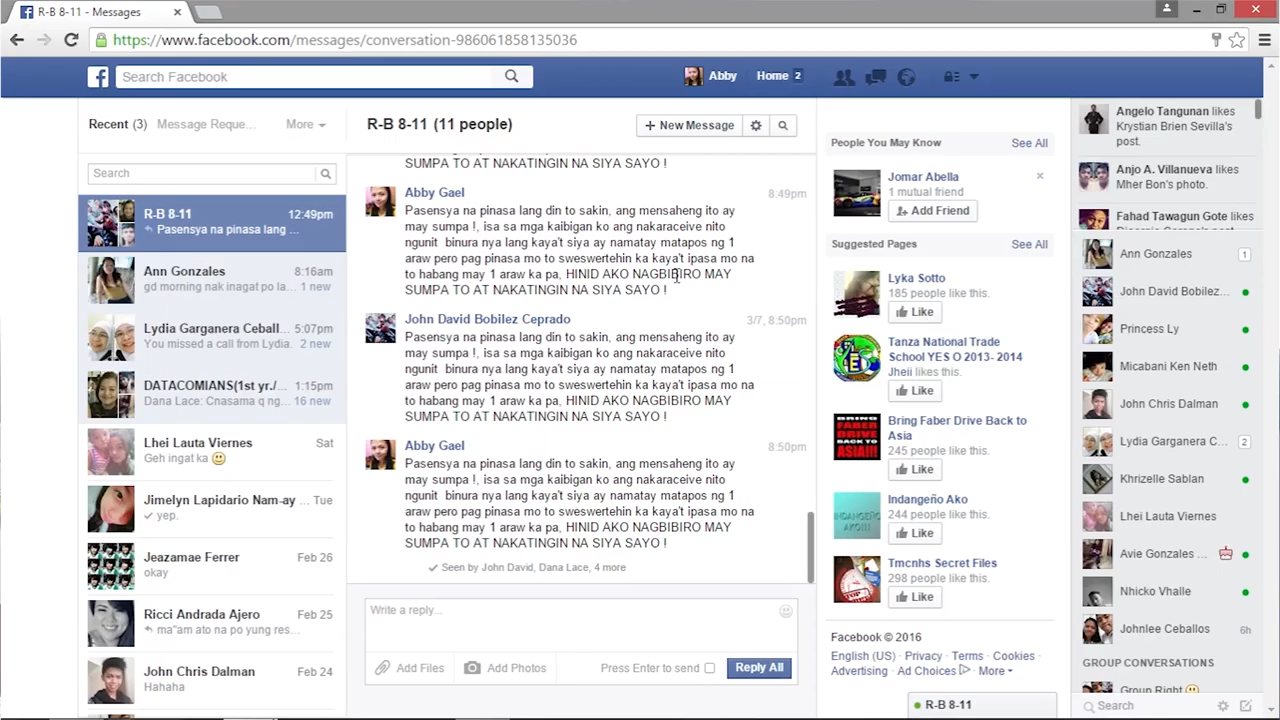 R-B 8-11 - Messages
https://www.facebook.com/messages/conversation-986061858135036
Search Facebook
Abby
Home 2
Recent (3)
Message Reque...
More
Search
R-B 8-11
12:49pm
Pasensya na pinasa lang ...
Ann Gonzales
8:16am
gd morning nak inagat po la...
1 new
Lydia Garganera Ceball...
5:07pm
You missed a call from Lydia.
2 new
DATACOMIANS(1st yr./...
1:15pm
Dana Lace: Cnasama q ng...
16 new
Lhei Lauta Viernes
Sat
Geh ingat ka
Jimelyn Lapidario Nam-ay ...
Tue
yep.
Jeazamae Ferrer
Feb 26
okay
Ricci Andrada Ajero
Feb 25
ma"am ato na po yung res...
John Chris Dalman
Feb 24
Hahaha
R-B 8-11 (11 people)
+ New Message
SUMPA TO AT NAKATINGIN NA SIYA SAYO !
Abby Gael
8:49pm
Pasensya na pinasa lang din to sakin, ang mensaheng ito ay
may sumpa !, isa sa mga kaibigan ko ang nakaraceive nito
ngunit binura nya lang kaya't siya ay namatay matapos ng 1
araw pero pag pinasa mo to sweswertehin ka kaya't ipasa mo na
to habang may 1 araw ka pa, HINID AKO NAGBIBIRO MAY
SUMPA TO AT NAKATINGIN NA SIYA SAYO !
John David Bobilez Ceprado
3/7, 8:50pm
Pasensya na pinasa lang din to sakin, ang mensaheng ito ay
may sumpa !, isa sa mga kaibigan ko ang nakaraceive nito
ngunit binura nya lang kaya't siya ay namatay matapos ng 1
araw pero pag pinasa mo to sweswertehin ka kaya't ipasa mo na
to habang may 1 araw ka pa, HINID AKO NAGBIBIRO MAY
SUMPA TO AT NAKATINGIN NA SIYA SAYO !
Abby Gael
8:50pm
Pasensya na pinasa lang din to sakin, ang mensaheng ito ay
may sumpa !, isa sa mga kaibigan ko ang nakaraceive nito
ngunit binura nya lang kaya't siya ay namatay matapos ng 1
araw pero pag pinasa mo to sweswertehin ka kaya't ipasa mo na
to habang may 1 araw ka pa, HINID AKO NAGBIBIRO MAY
SUMPA TO AT NAKATINGIN NA SIYA SAYO !
Seen by John David, Dana Lace, 4 more
Write a reply...
Add Files
Add Photos
Press Enter to send
Reply All
People You May Know
See All
Jomar Abella
1 mutual friend
Add Friend
Suggested Pages
See All
Lyka Sotto
185 people like this.
Like
Tanza National Trade
School YES O 2013- 2014
Jheii likes this.
Like
BRING
FABER
DRIVE
BACK TO
ASIA!!!
Bring Faber Drive Back to
Asia
245 people like this.
Like
INDANGEÑO
AKO!!!
Indangeño Ako
244 people like this.
Like
Tmcnhs Secret Files
298 people like this.
Like
Facebook © 2016
English (US) · Privacy · Terms · Cookies ·
Advertising · Ad Choices · More
R-B 8-11
Angelo Tangunan likes
Krystian Brien Sevilla's
post.
Anjo A. Villanueva likes
Mher Bon's photo.
Fahad Tawagun Gote likes
Ann Gonzales
1
John David Bobilez...
Princess Ly
Micabani Ken Neth
John Chris Dalman
Lydia Garganera C...
2
Khrizelle Sablan
Lhei Lauta Viernes
Avie Gonzales ...
Nhicko Vhalle
Johnlee Ceballos
6h
GROUP CONVERSATIONS
Group Right
Search